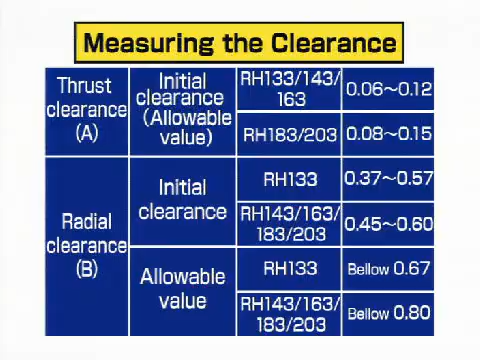 Measuring the Clearance
Thrust
clearance
(A)
Initial
clearance
(Allowable
value)
RH133/143/
163
0.06~0.12
RH183/203
0.08~0.15
Radial
clearance
(B)
Initial
clearance
RH133
0.37~0.57
RH143/163/
183/203
0.45~0.60
Allowable
value
RH133
Bellow 0.67
RH143/163/
183/203
Bellow 0.80